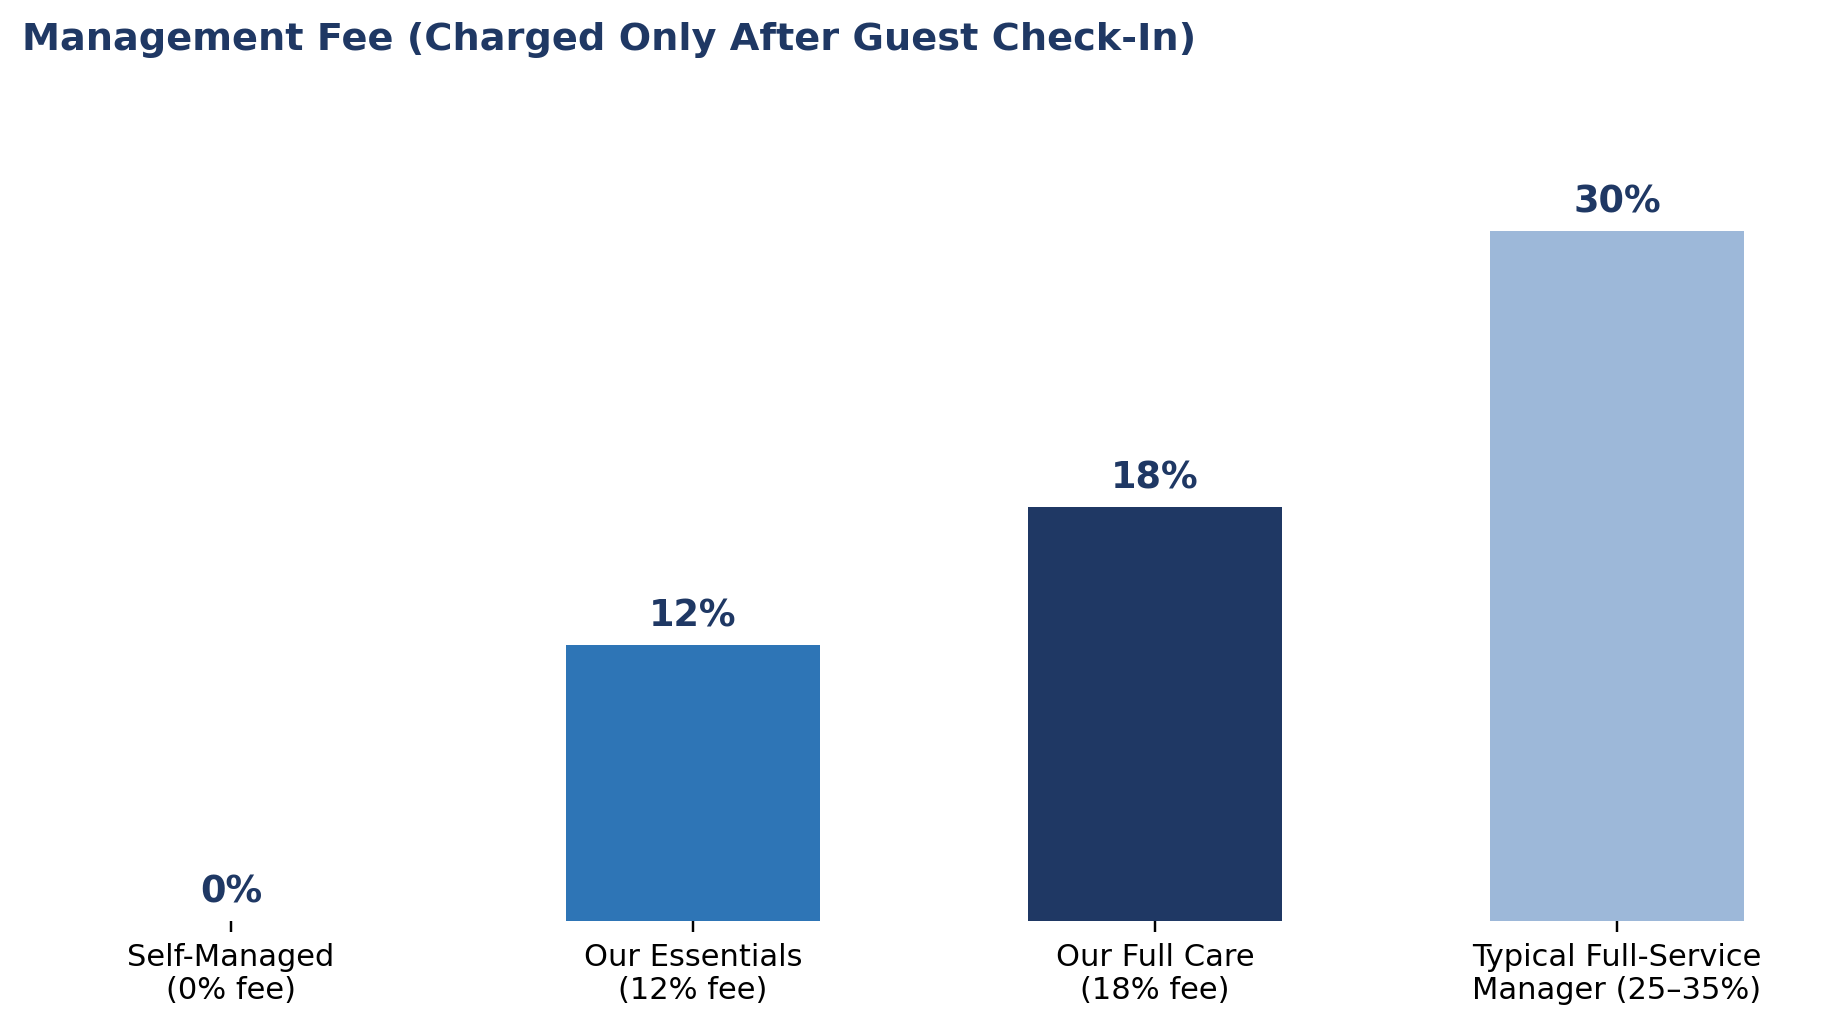 Management Fee (Charged Only After Guest Check-In)
30%
18%
12%
0%
Self-Managed
(0% fee)
Our Essentials
(12% fee)
Our Full Care
(18% fee)
Typical Full-Service
Manager (25–35%)